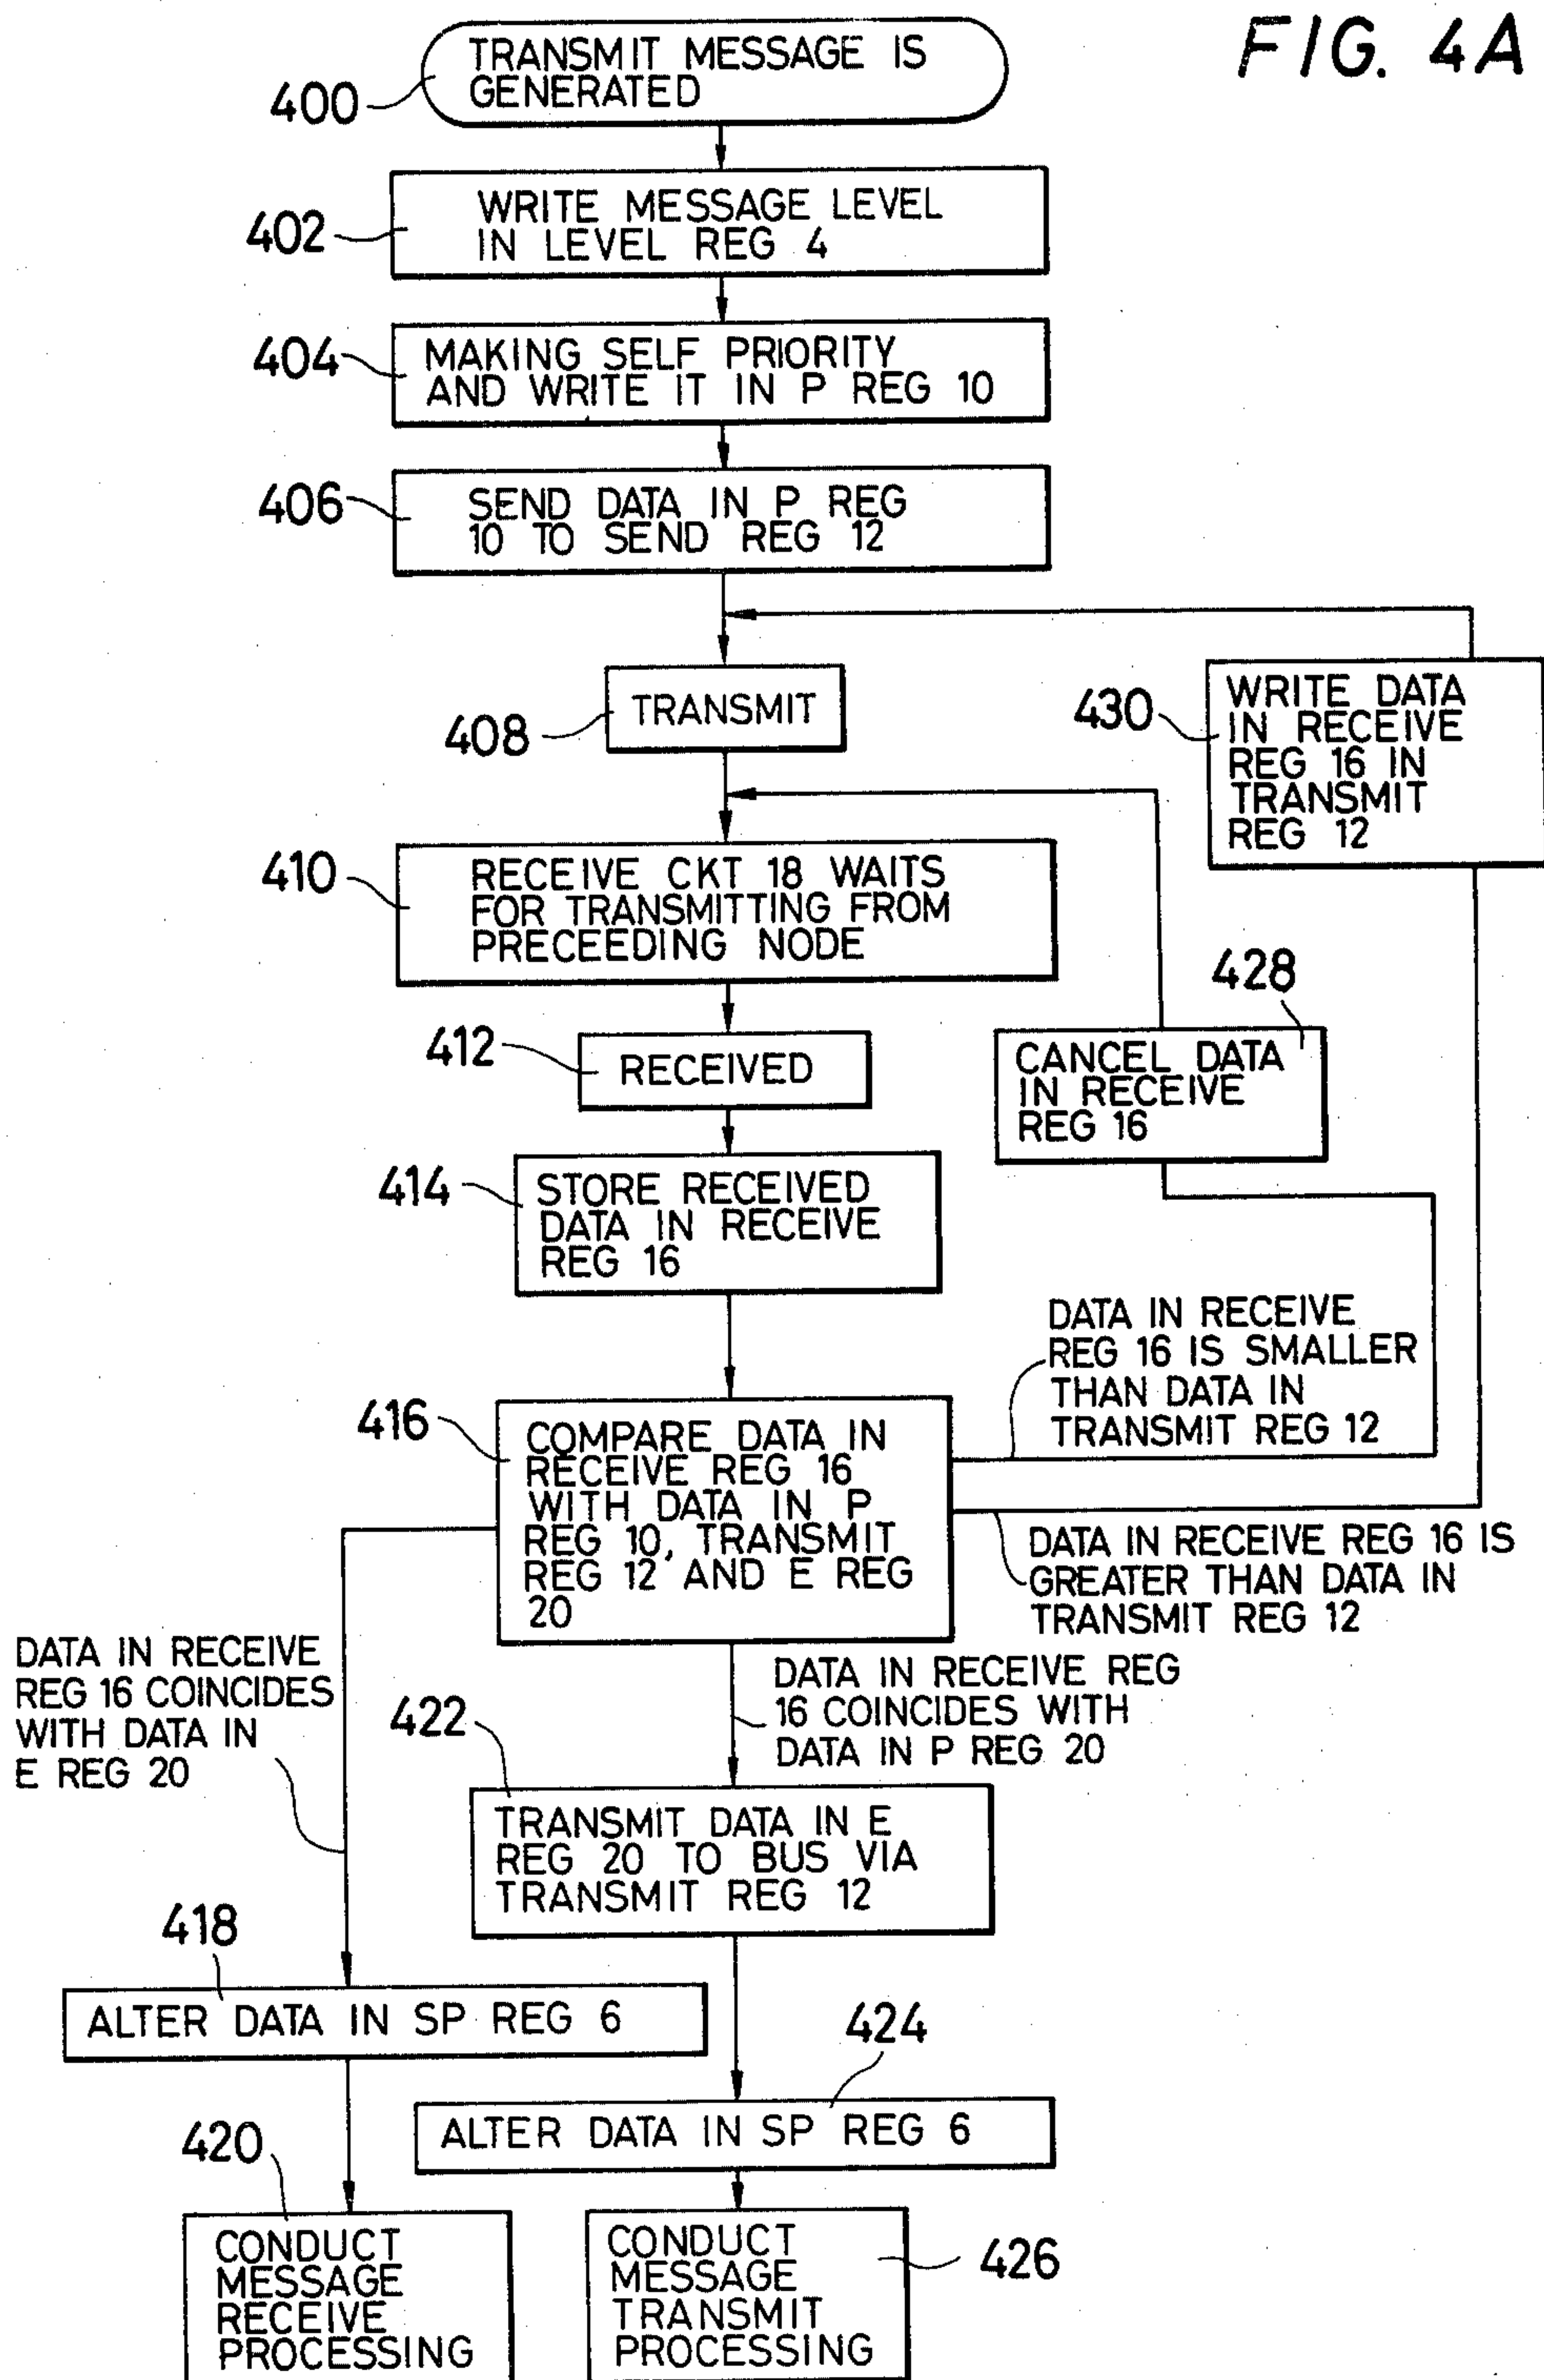 FIG. 4A
TRANSMIT MESSAGE IS
GENERATED
400
WRITE MESSAGE LEVEL
IN LEVEL REG 4
402
MAKING SELF PRIORITY
AND WRITE IT IN P REG 10
404
SEND DATA IN P REG
10 TO SEND REG 12
406
TRANSMIT
408
WRITE DATA
IN RECEIVE
REG 16 IN
TRANSMIT
REG 12
430
RECEIVE CKT 18 WAITS
FOR TRANSMITTING FROM
PRECEEDING NODE
410
428
RECEIVED
412
CANCEL DATA
IN RECEIVE
REG 16
STORE RECEIVED
DATA IN RECEIVE
REG 16
414
DATA IN RECEIVE
REG 16 IS SMALLER
THAN DATA IN
TRANSMIT REG 12
416
COMPARE DATA IN
RECEIVE REG 16
WITH DATA IN P
REG 10, TRANSMIT
REG 12 AND E REG
20
DATA IN RECEIVE REG 16 IS
GREATER THAN DATA IN
TRANSMIT REG 12
DATA IN RECEIVE
REG 16 COINCIDES
WITH DATA IN
E REG 20
DATA IN RECEIVE REG
16 COINCIDES WITH
DATA IN P REG 20
422
TRANSMIT DATA IN E
REG 20 TO BUS VIA
TRANSMIT REG 12
418
ALTER DATA IN SP REG 6
424
ALTER DATA IN SP REG 6
420
CONDUCT
MESSAGE
RECEIVE
PROCESSING
CONDUCT
MESSAGE
TRANSMIT
PROCESSING
426